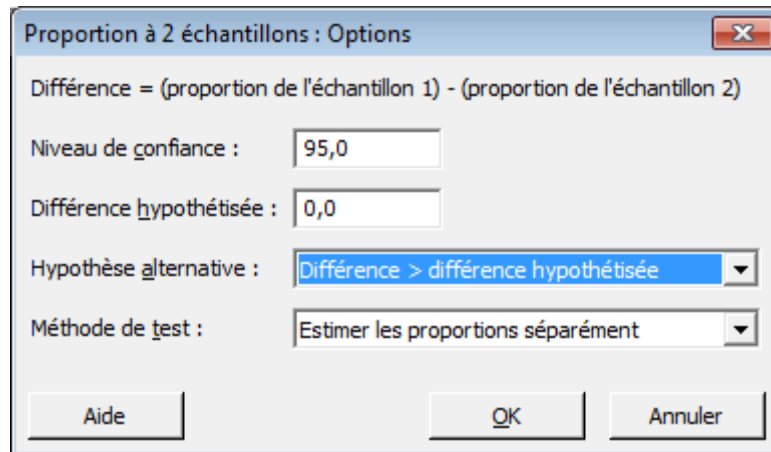 Proportion à 2 échantillons : Options
Différence = (proportion de l'échantillon 1) - (proportion de l'échantillon 2)
Niveau de confiance : 95,0
Différence hypothétisée : 0,0
Hypothèse alternative : Différence > différence hypothétisée
Méthode de test : Estimer les proportions séparément
Aide OK Annuler